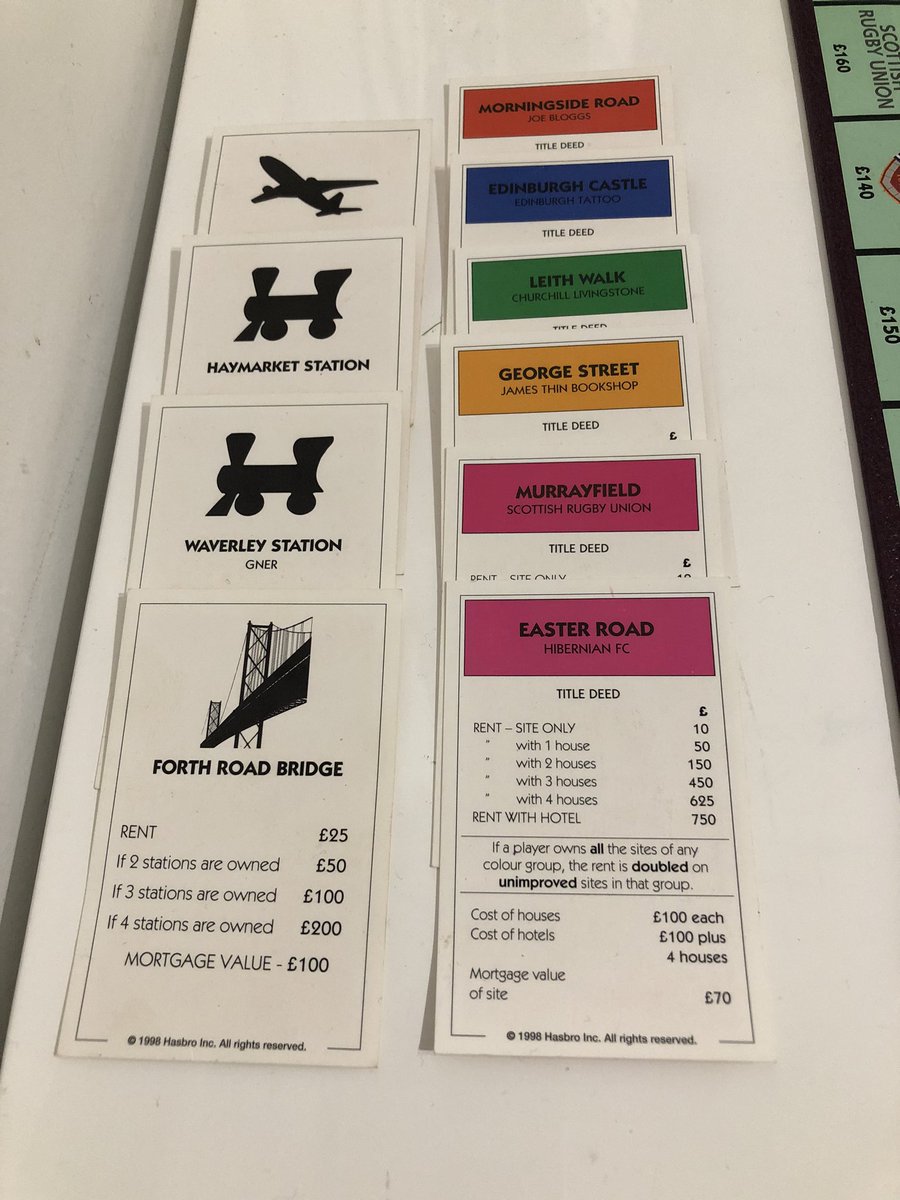 HAYMARKET STATION
WAVERLEY STATION
GNER
FORTH ROAD BRIDGE
RENT £25
If 2 stations are owned £50
If 3 stations are owned £100
If 4 stations are owned £200
MORTGAGE VALUE - £100
© 1998 Hasbro Inc. All rights reserved.
MORNINGSIDE ROAD
JOE BLOGGS
TITLE DEED
EDINBURGH CASTLE
EDINBURGH TATTOO
TITLE DEED
LEITH WALK
CHURCHILL LIVINGSTONE
TITLE DEED
GEORGE STREET
JAMES THIN BOOKSHOP
TITLE DEED
£
MURRAYFIELD
SCOTTISH RUGBY UNION
TITLE DEED
£
RENT – SITE ONLY
EASTER ROAD
HIBERNIAN FC
TITLE DEED
£
RENT – SITE ONLY 10
" with 1 house 50
" with 2 houses 150
" with 3 houses 450
" with 4 houses 625
RENT WITH HOTEL 750
If a player owns all the sites of any
colour group, the rent is doubled on
unimproved sites in that group.
Cost of houses £100 each
Cost of hotels £100 plus
4 houses
Mortgage value
of site £70
© 1998 Hasbro Inc. All rights reserved.
SCOTTISH
RUGBY UNION
£160
£140
£150